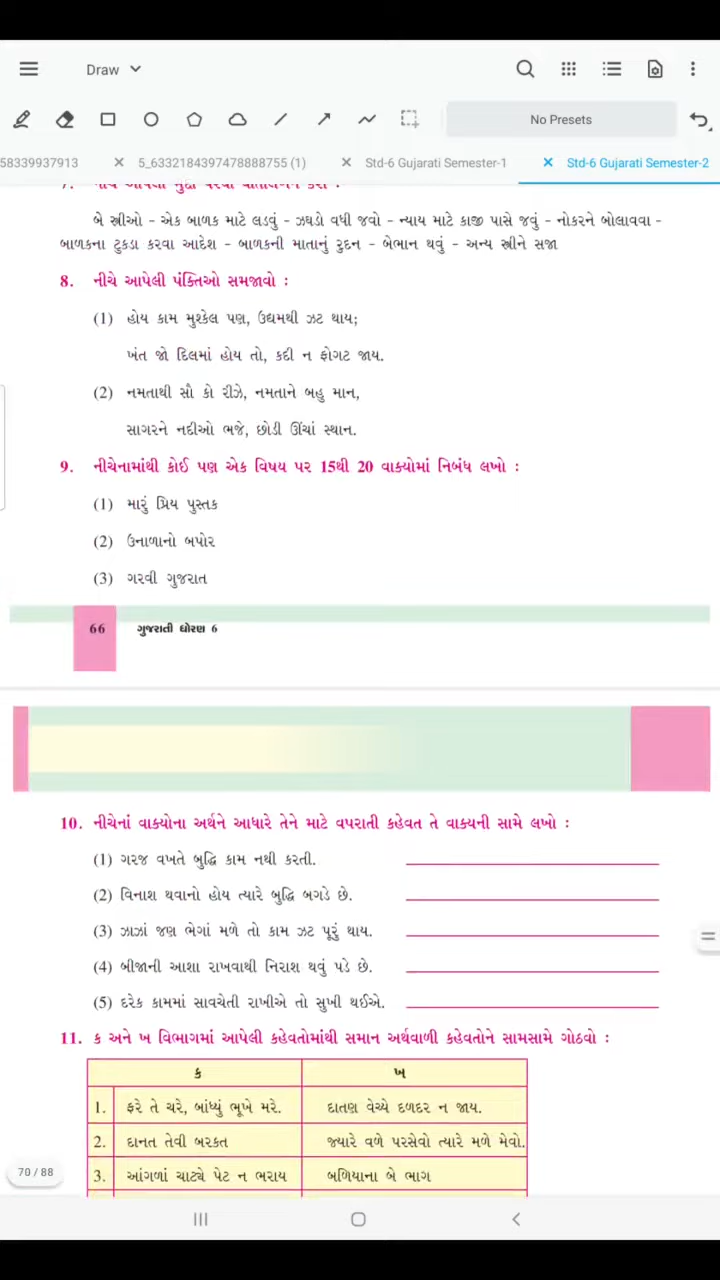 Draw
No Presets
58339937913
5_6332184397478888755 (1)
Std-6 Gujarati Semester-1
Std-6 Gujarati Semester-2
7. નીચે આપેલા મુદ્દા પરથી વાર્તાલેખન કરો :
બે સ્ત્રીઓ - એક બાળક માટે લડવું - ઝઘડો વધી જવો - ન્યાય માટે કાજી પાસે જવું - નોકરને બોલાવવા -
બાળકના ટુકડા કરવા આદેશ - બાળકની માતાનું રુદન - બેભાન થવું - અન્ય સ્ત્રીને સજા
8. નીચે આપેલી પંક્તિઓ સમજાવો :
(1) હોય કામ મુશ્કેલ પણ, ઉદ્યમથી ઝટ થાય;
ખંત જો દિલમાં હોય તો, કદી ન ફોગટ જાય.
(2) નમતાથી સૌ કો રીઝે, નમતાને બહુ માન,
સાગરને નદીઓ ભજે, છોડી ઊંચાં સ્થાન.
9. નીચેનામાંથી કોઈ પણ એક વિષય પર 15થી 20 વાક્યોમાં નિબંધ લખો :
(1) મારું પ્રિય પુસ્તક
(2) ઉનાળાનો બપોર
(3) ગરવી ગુજરાત
66 ગુજરાતી ધોરણ 6
10. નીચેનાં વાક્યોના અર્થને આધારે તેને માટે વપરાતી કહેવત તે વાક્યની સામે લખો :
(1) ગરજ વખતે બુદ્ધિ કામ નથી કરતી.
(2) વિનાશ થવાનો હોય ત્યારે બુદ્ધિ બગડે છે.
(3) ઝાઝાં જણ ભેગાં મળે તો કામ ઝટ પૂરું થાય.
(4) બીજાની આશા રાખવાથી નિરાશ થવું પડે છે.
(5) દરેક કામમાં સાવચેતી રાખીએ તો સુખી થઈએ.
11. ક અને ખ વિભાગમાં આપેલી કહેવતોમાંથી સમાન અર્થવાળી કહેવતોને સામસામે ગોઠવો :
ક ખ
1. ફરે તે ચરે, બાંધ્યું ભૂખે મરે. દાતણ વેચ્યે દળદર ન જાય.
2. દાનત તેવી બરકત જ્યારે વળે પરસેવો ત્યારે મળે મેવો.
3. આંગળાં ચાટ્યે પેટ ન ભરાય બળિયાના બે ભાગ
70 / 88